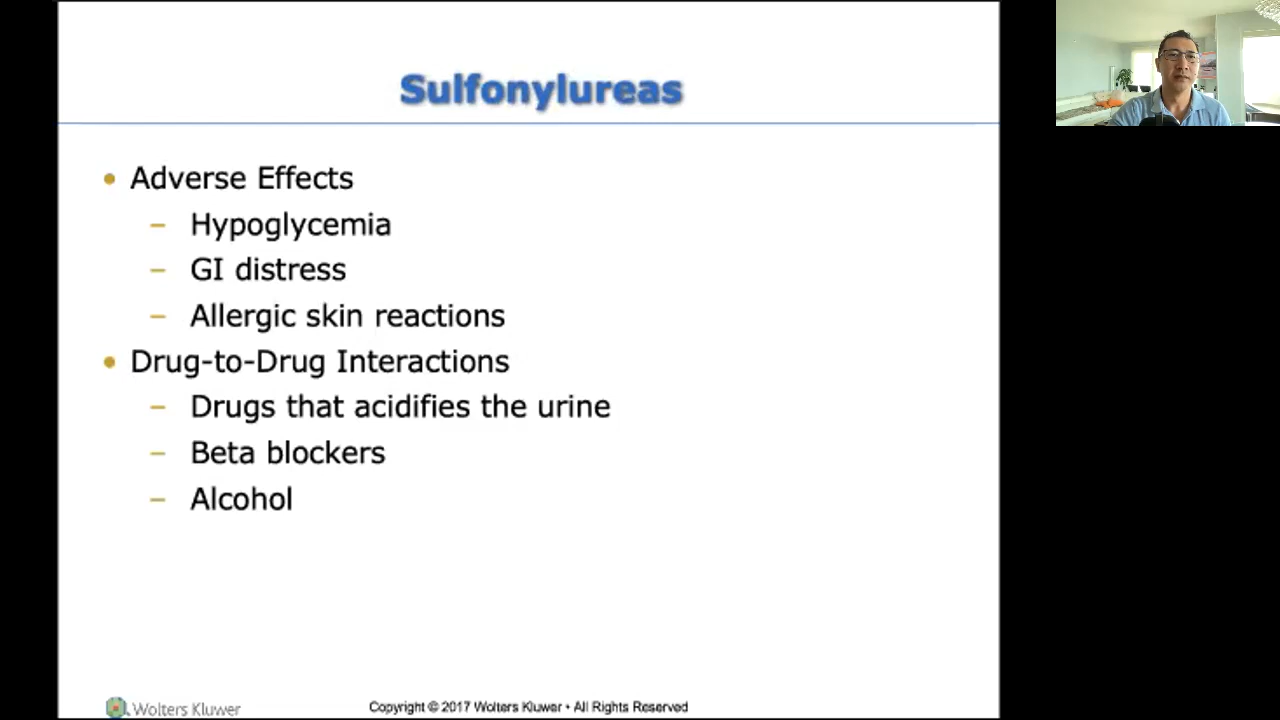 Sulfonylureas
• Adverse Effects
– Hypoglycemia
– GI distress
– Allergic skin reactions
• Drug-to-Drug Interactions
– Drugs that acidifies the urine
– Beta blockers
– Alcohol
Wolters Kluwer
Copyright © 2017 Wolters Kluwer • All Rights Reserved